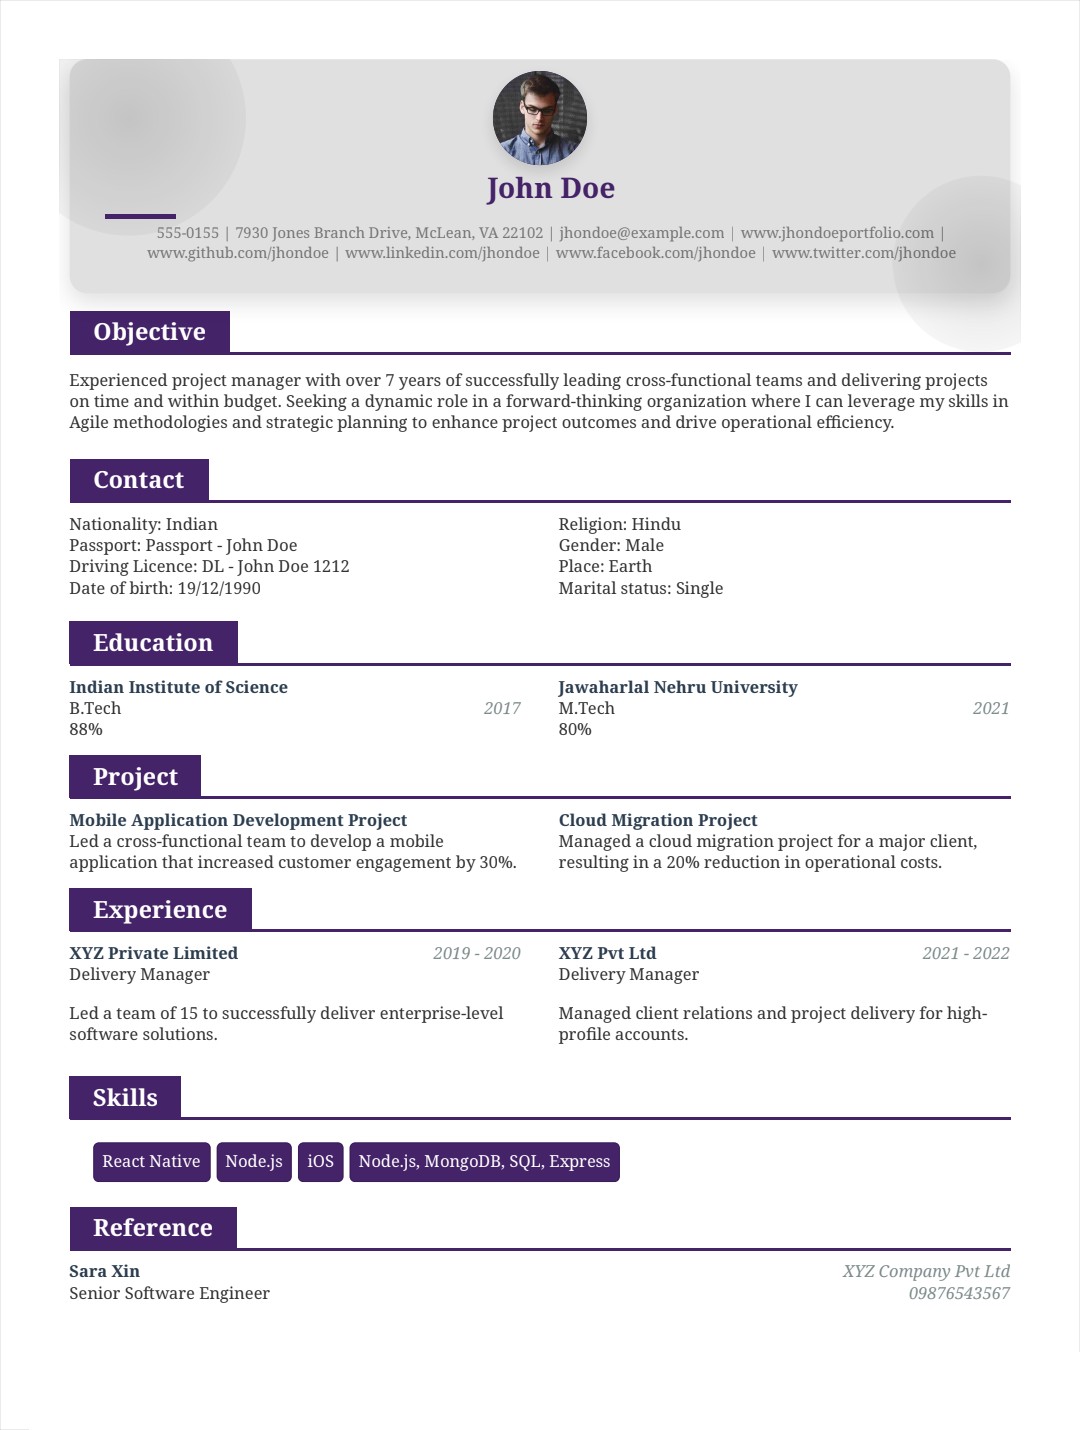 John Doe
555-0155 | 7930 Jones Branch Drive, McLean, VA 22102 | jhondoe@example.com | www.jhondoeportfolio.com |
www.github.com/jhondoe | www.linkedin.com/jhondoe | www.facebook.com/jhondoe | www.twitter.com/jhondoe
Objective
Experienced project manager with over 7 years of successfully leading cross-functional teams and delivering projects
on time and within budget. Seeking a dynamic role in a forward-thinking organization where I can leverage my skills in
Agile methodologies and strategic planning to enhance project outcomes and drive operational efficiency.
Contact
Nationality: Indian
Passport: Passport - John Doe
Driving Licence: DL - John Doe 1212
Date of birth: 19/12/1990
Religion: Hindu
Gender: Male
Place: Earth
Marital status: Single
Education
Indian Institute of Science
B.Tech 2017
88%
Jawaharlal Nehru University
M.Tech 2021
80%
Project
Mobile Application Development Project
Led a cross-functional team to develop a mobile
application that increased customer engagement by 30%.
Cloud Migration Project
Managed a cloud migration project for a major client,
resulting in a 20% reduction in operational costs.
Experience
XYZ Private Limited 2019 - 2020
Delivery Manager
Led a team of 15 to successfully deliver enterprise-level
software solutions.
XYZ Pvt Ltd 2021 - 2022
Delivery Manager
Managed client relations and project delivery for high-
profile accounts.
Skills
React Native Node.js iOS Node.js, MongoDB, SQL, Express
Reference
Sara Xin XYZ Company Pvt Ltd
Senior Software Engineer 09876543567